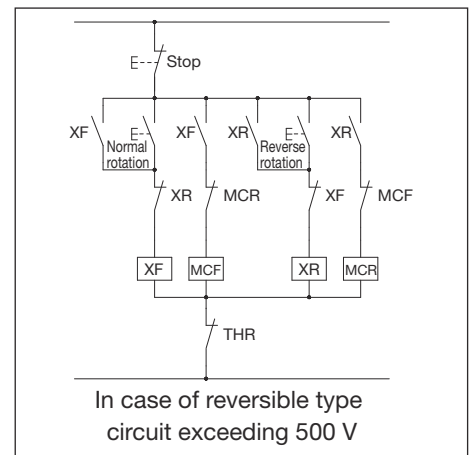 Stop
XF
Normal
rotation
XF
XR
Reverse
rotation
XR
XR
MCR
XF
MCF
XF
MCF
XR
MCR
THR
In case of reversible type
circuit exceeding 500 V